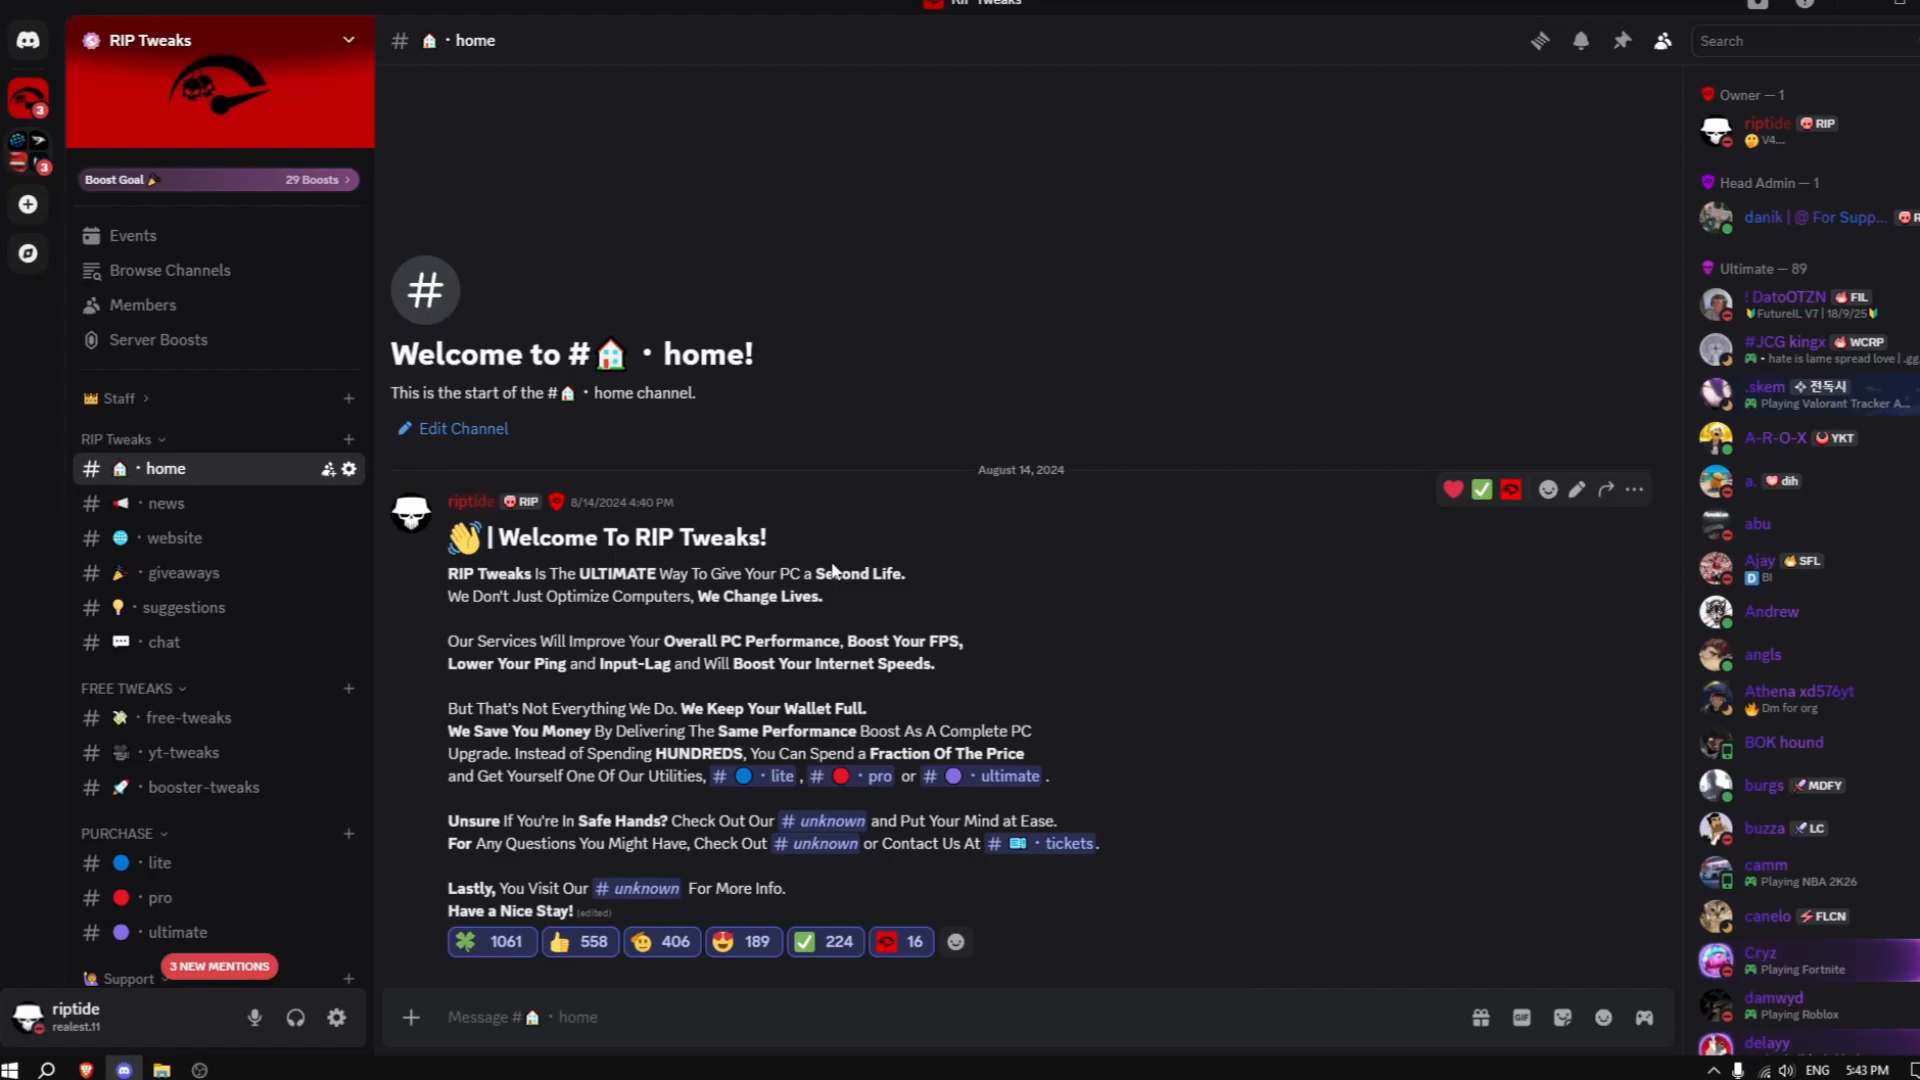 RIP Tweaks
RIP Tweaks
Boost Goal
29 Boosts
Events
Browse Channels
Members
Server Boosts
Staff
RIP Tweaks
home
news
website
giveaways
suggestions
chat
FREE TWEAKS
free-tweaks
yt-tweaks
booster-tweaks
PURCHASE
lite
pro
ultimate
3 NEW MENTIONS
Support
riptide
realest.11
3
3
# 🏠・home
Search
#
Welcome to #🏠・home!
This is the start of the #🏠・home channel.
Edit Channel
August 14, 2024
riptide RIP 8/14/2024 4:40 PM
👋 | Welcome To RIP Tweaks!
RIP Tweaks Is The ULTIMATE Way To Give Your PC a Second Life.
We Don't Just Optimize Computers, We Change Lives.
Our Services Will Improve Your Overall PC Performance, Boost Your FPS,
Lower Your Ping and Input-Lag and Will Boost Your Internet Speeds.
But That's Not Everything We Do. We Keep Your Wallet Full.
We Save You Money By Delivering The Same Performance Boost As A Complete PC
Upgrade. Instead of Spending HUNDREDS, You Can Spend a Fraction Of The Price
and Get Yourself One Of Our Utilities, # 🔵・lite , # 🔴・pro or # 🟣・ultimate .
Unsure If You're In Safe Hands? Check Out Our # unknown and Put Your Mind at Ease.
For Any Questions You Might Have, Check Out # unknown or Contact Us At # 🎫・tickets .
Lastly, You Visit Our # unknown For More Info.
Have a Nice Stay! (edited)
1061 558 406 189 224 16
Message #🏠・home
GIF
Owner — 1
riptide RIP
V4...
Head Admin — 1
danik | @ For Supp...
Ultimate — 89
! DatoOTZN FIL
FutureIL V7 | 18/9/25
#JCG kingx WCRP
• hate is lame spread love | .gg
.skem 전독시
Playing Valorant Tracker A...
A-R-O-X YKT
a. dih
abu
Ajay SFL
BI
Andrew
angls
Athena xd576yt
Dm for org
BOK hound
burgs MDFY
buzza LC
camm
Playing NBA 2K26
canelo FLCN
Cryz
Playing Fortnite
damwyd
Playing Roblox
delayy
ENG 5:43 PM